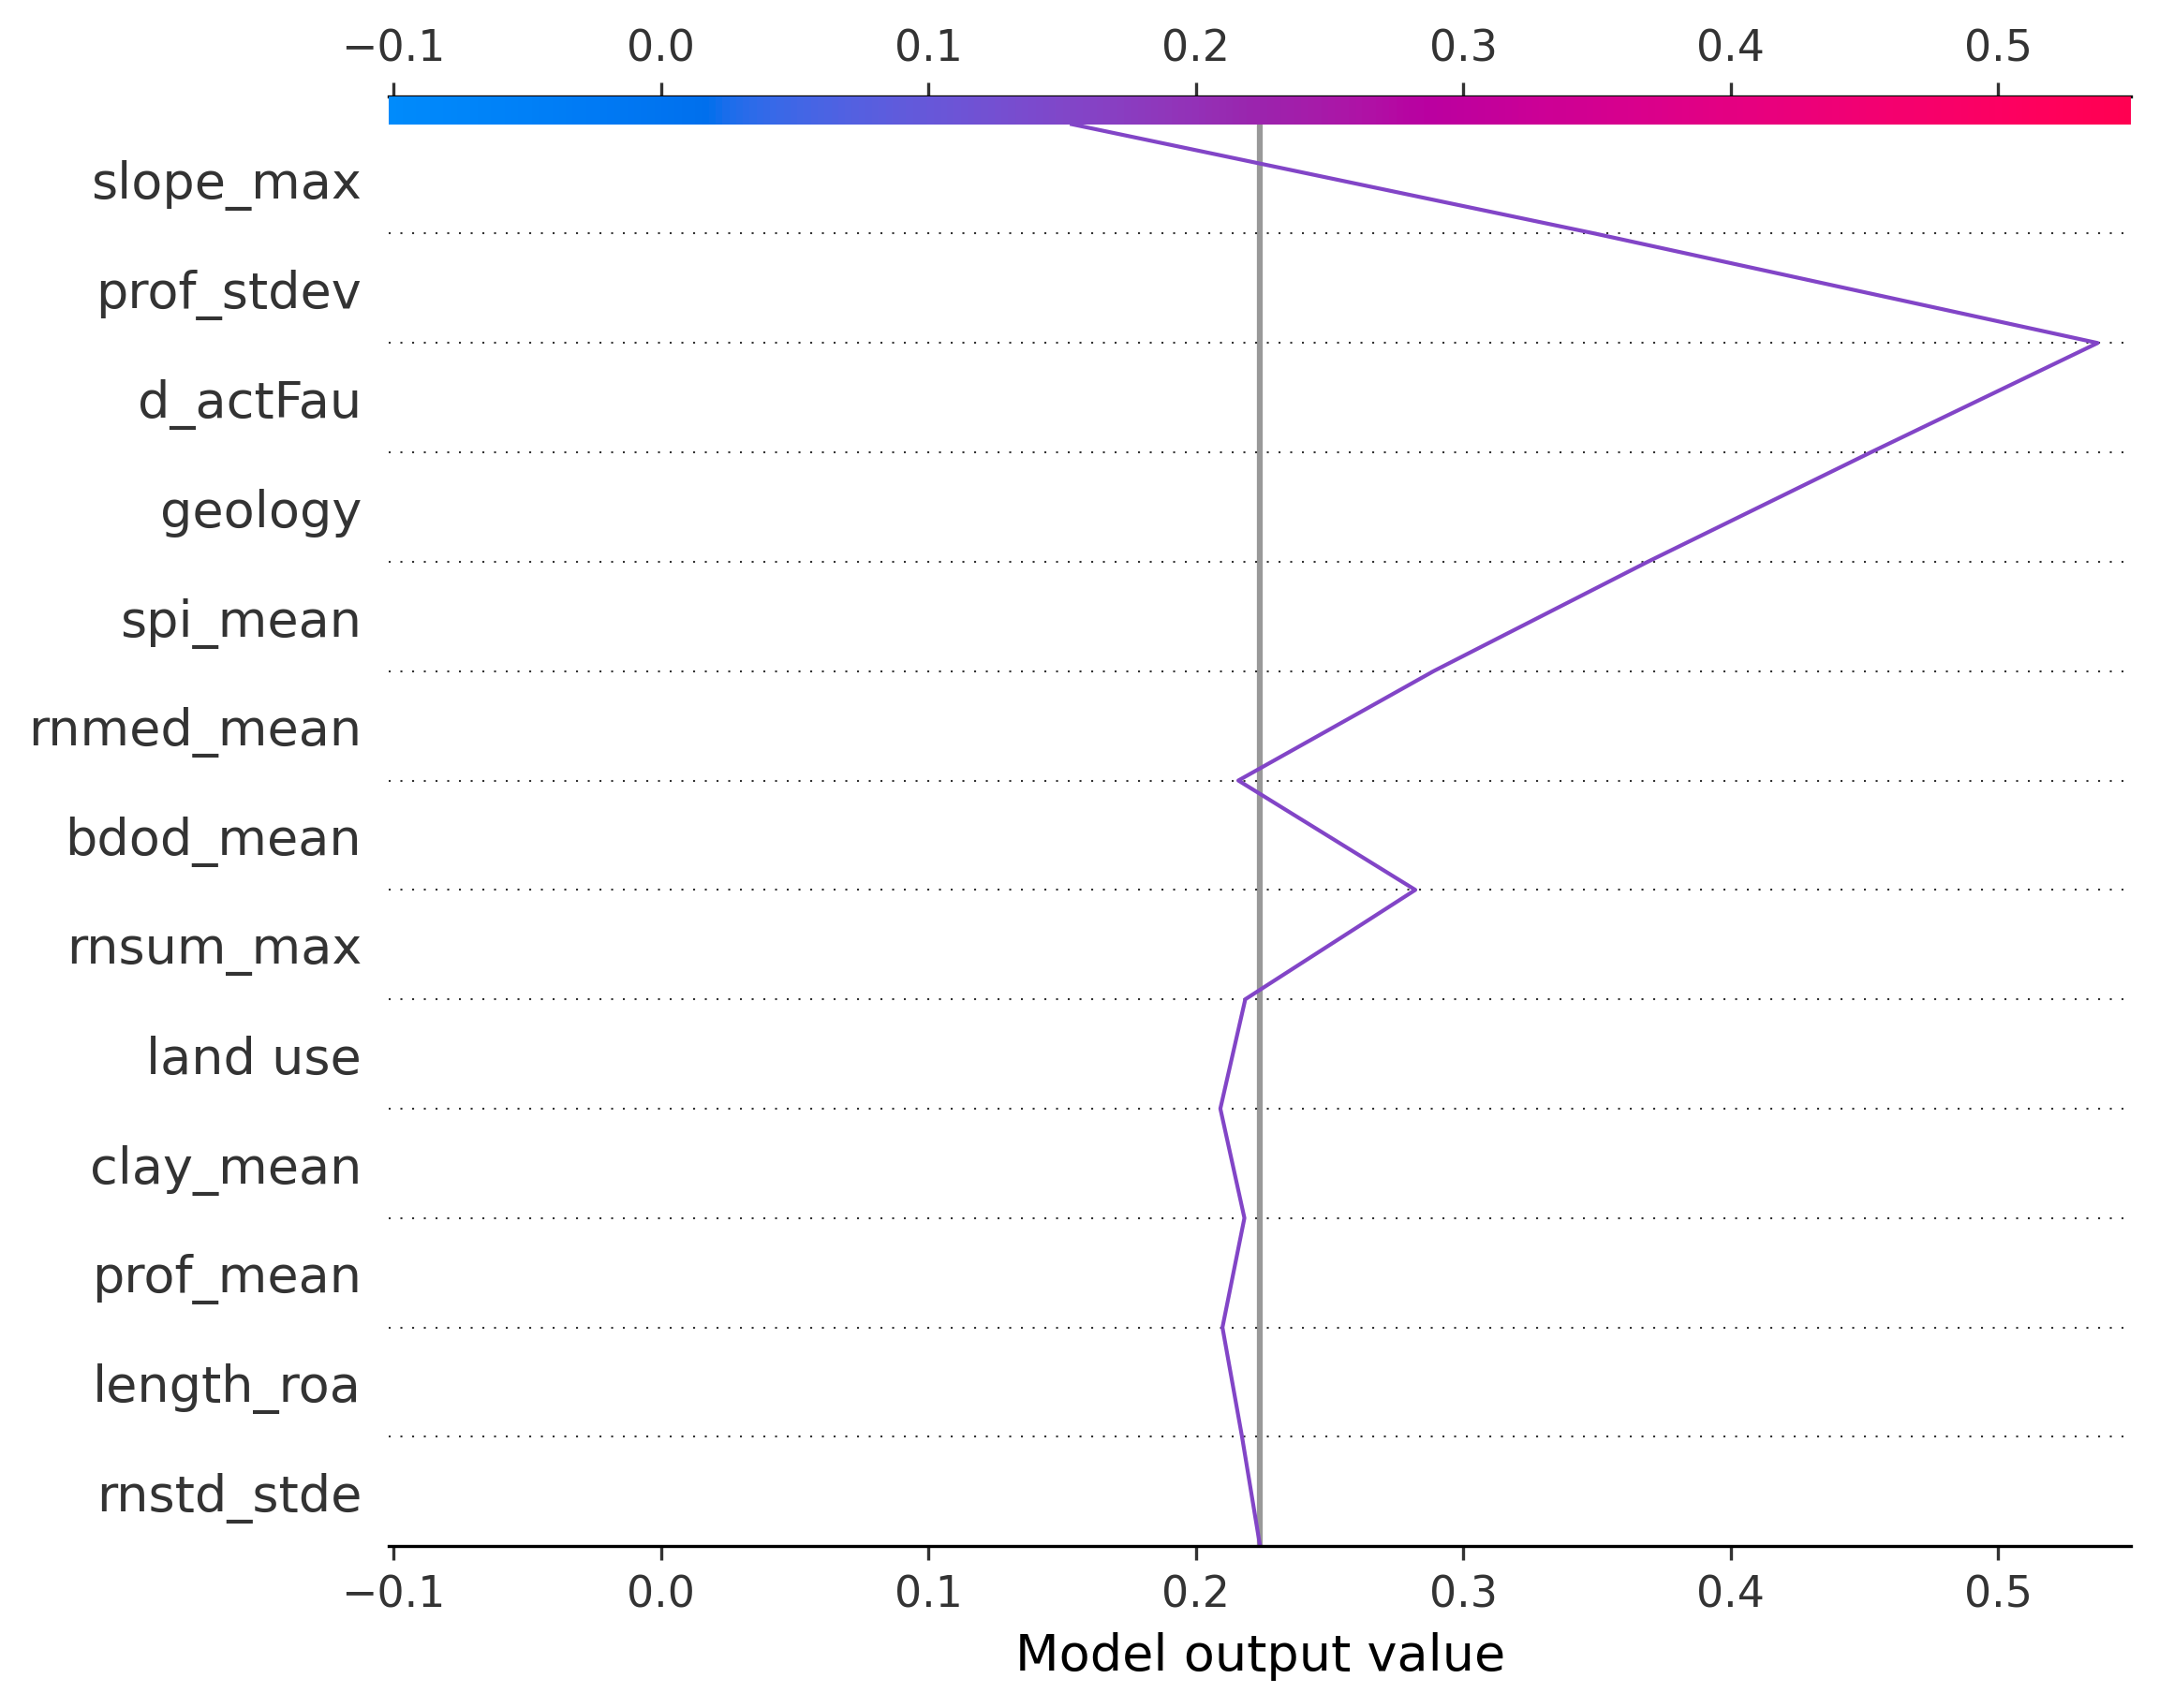 −0.1 0.0 0.1 0.2 0.3 0.4 0.5
slope_max
prof_stdev
d_actFau
geology
spi_mean
rnmed_mean
bdod_mean
rnsum_max
land use
clay_mean
prof_mean
length_roa
rnstd_stde
−0.1 0.0 0.1 0.2 0.3 0.4 0.5
Model output value